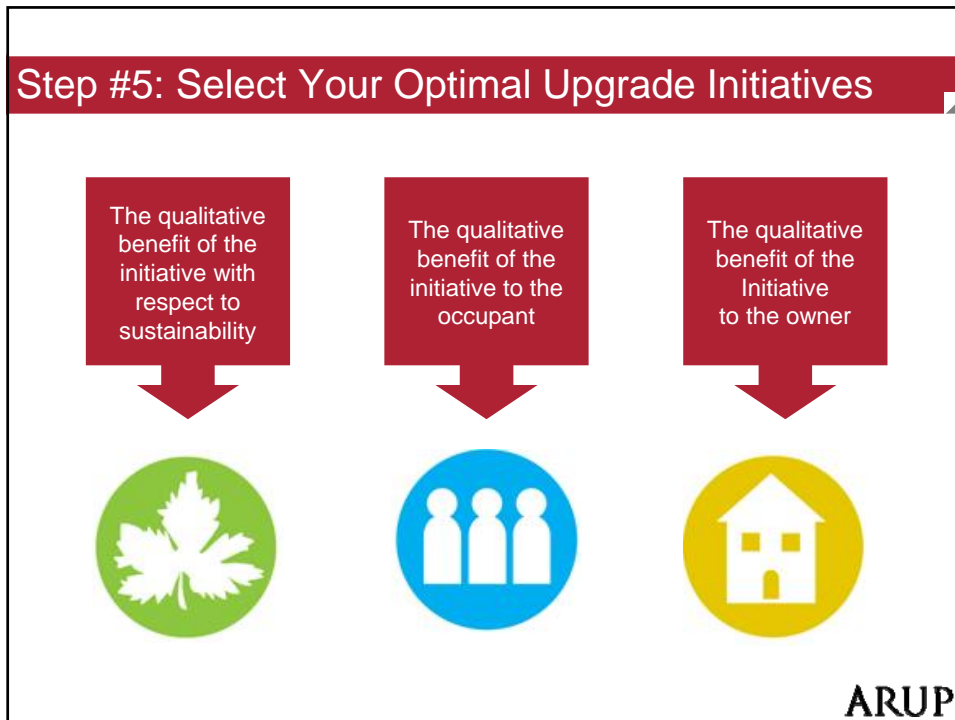 Step #5: Select Your Optimal Upgrade Initiatives
The qualitative
benefit of the
initiative with
respect to
sustainability
The qualitative
benefit of the
initiative to the
occupant
The qualitative
benefit of the
Initiative
to the owner
ARUP